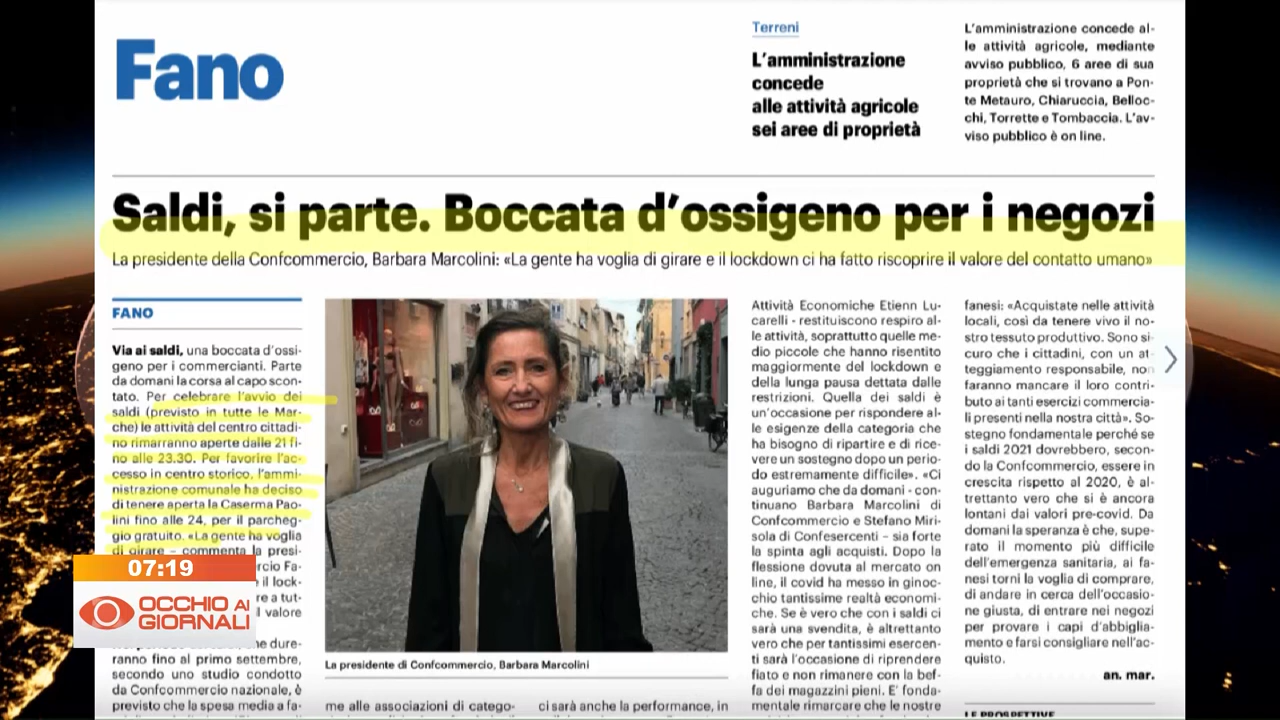 Fano
Terreni
L'amministrazione
concede
alle attività agricole
sei aree di proprietà
L'amministrazione concede al-
le attività agricole, mediante
avviso pubblico, 6 aree di sua
proprietà che si trovano a Pon-
te Metauro, Chiaruccia, Belloc-
chi, Torrette e Tombaccia. L'av-
viso pubblico è on line.
Saldi, si parte. Boccata d'ossigeno per i negozi
La presidente della Confcommercio, Barbara Marcolini: «La gente ha voglia di girare e il lockdown ci ha fatto riscoprire il valore del contatto umano»
FANO
Via ai saldi, una boccata d'ossi-
geno per i commercianti. Parte
da domani la corsa al capo scon-
tato. Per celebrare l'avvio dei
saldi (previsto in tutte le Mar-
che) le attività del centro cittadi-
no rimarranno aperte dalle 21 fi-
no alle 23.30. Per favorire l'ac-
cesso in centro storico, l'ammi-
nistrazione comunale ha deciso
di tenere aperta la Caserma Pao-
lini fino alle 24, per il parcheg-
gio gratuito. «La gente ha voglia
di girare – commenta la presi-
rcio Fa-
e il lock-
re a tut-
l valore
che dure-
ranno fino al primo settembre,
secondo uno studio condotto
da Confcommercio nazionale, è
previsto che la spesa media a fa-
07:19
OCCHIO AI
GIORNALI
La presidente di Confcommercio, Barbara Marcolini
me alle associazioni di catego-
ci sarà anche la performance, in
Attività Economiche Etienn Lu-
carelli - restituiscono respiro al-
le attività, soprattutto quelle me-
dio piccole che hanno risentito
maggiormente del lockdown e
della lunga pausa dettata dalle
restrizioni. Quella dei saldi è
un'occasione per rispondere al-
le esigenze della categoria che
ha bisogno di ripartire e di rice-
vere un sostegno dopo un perio-
do estremamente difficile». «Ci
auguriamo che da domani - con-
tinuano Barbara Marcolini di
Confcommercio e Stefano Miri-
sola di Confesercenti – sia forte
la spinta agli acquisti. Dopo la
flessione dovuta al mercato on
line, il covid ha messo in ginoc-
chio tantissime realtà economi-
che. Se è vero che con i saldi ci
sarà una svendita, è altrettanto
vero che per tantissimi esercen-
ti sarà l'occasione di riprendere
fiato e non rimanere con la bef-
fa dei magazzini pieni. E' fonda-
mentale rimarcare che le nostre
fanesi: «Acquistate nelle attività
locali, così da tenere vivo il no-
stro tessuto produttivo. Sono si-
curo che i cittadini, con un at-
teggiamento responsabile, non
faranno mancare il loro contri-
buto ai tanti esercizi commercia-
li presenti nella nostra città». So-
stegno fondamentale perché se
i saldi 2021 dovrebbero, secon-
do la Confcommercio, essere in
crescita rispetto al 2020, è al-
trettanto vero che si è ancora
lontani dai valori pre-covid. Da
domani la speranza è che, supe-
rato il momento più difficile
dell'emergenza sanitaria, ai fa-
nesi torni la voglia di comprare,
di andare in cerca dell'occasio-
ne giusta, di entrare nei negozi
per provare i capi d'abbiglia-
mento e farsi consigliare nell'ac-
quisto.
an. mar.
LE PROSPETTIVE